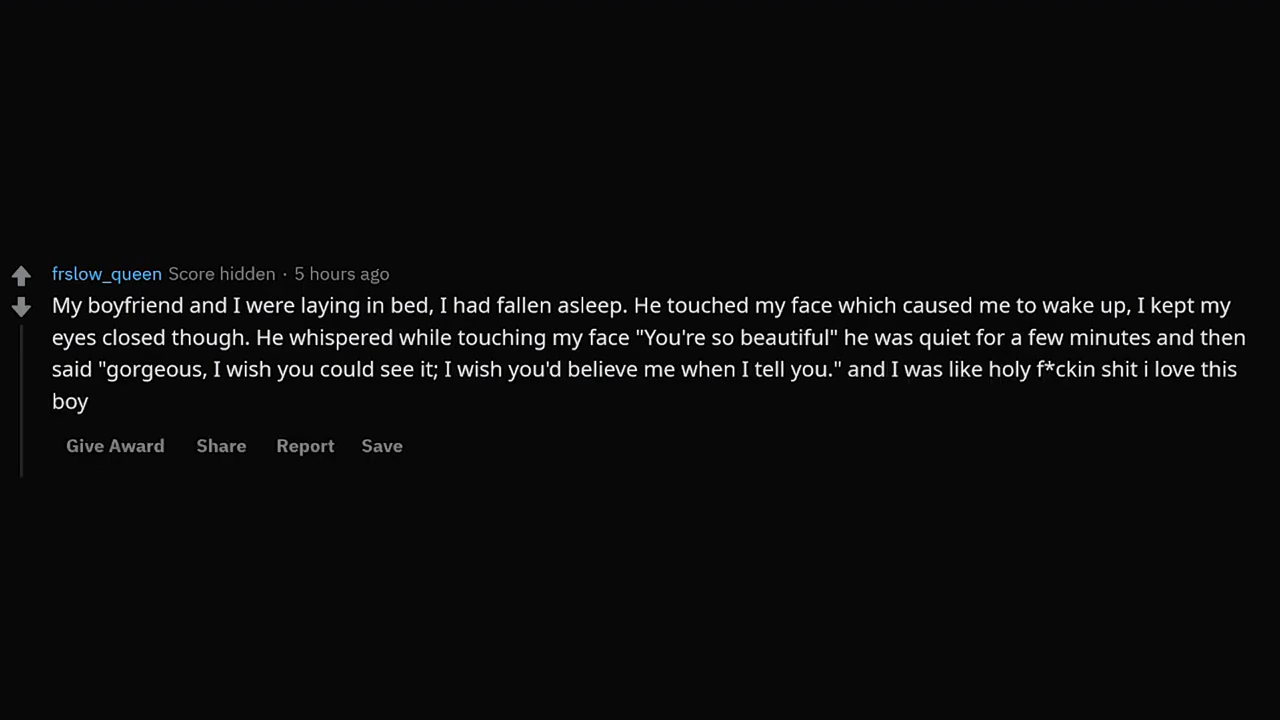 frslow_queen Score hidden · 5 hours ago
My boyfriend and I were laying in bed, I had fallen asleep. He touched my face which caused me to wake up, I kept my
eyes closed though. He whispered while touching my face "You're so beautiful" he was quiet for a few minutes and then
said "gorgeous, I wish you could see it; I wish you'd believe me when I tell you." and I was like holy f*ckin shit i love this
boy
Give Award Share Report Save